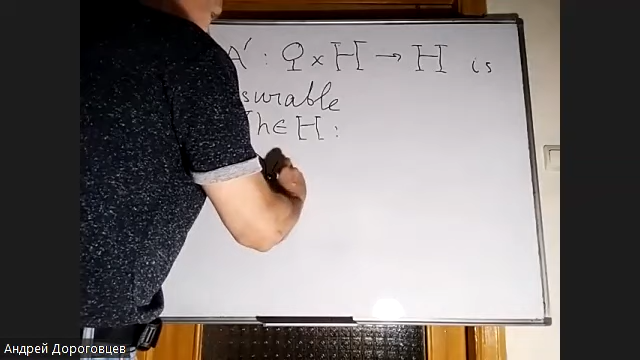 A' : Ω × H → H is
surable
h ∈ H :
Андрей Дороговцев